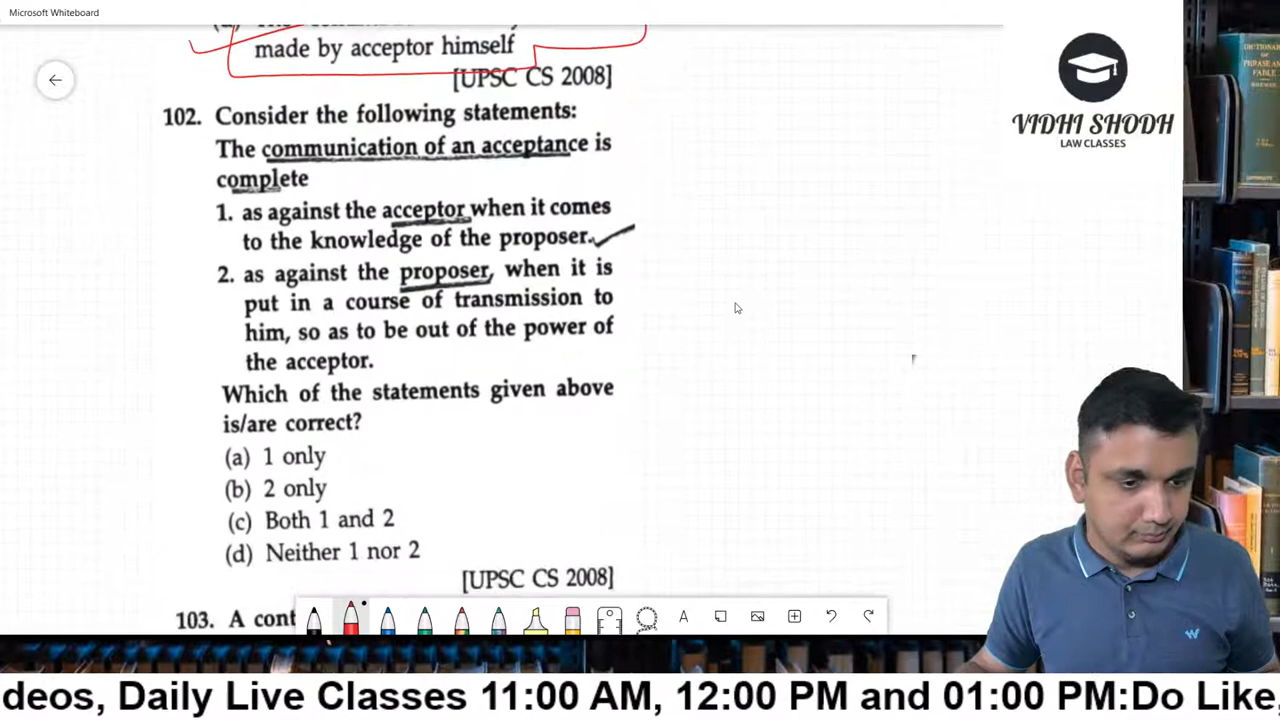 Microsoft Whiteboard
made by acceptor himself
[UPSC CS 2008]
102. Consider the following statements:
The communication of an acceptance is
complete
1. as against the acceptor when it comes
to the knowledge of the proposer.
2. as against the proposer, when it is
put in a course of transmission to
him, so as to be out of the power of
the acceptor.
Which of the statements given above
is/are correct?
(a) 1 only
(b) 2 only
(c) Both 1 and 2
(d) Neither 1 nor 2
[UPSC CS 2008]
103. A cont
VIDHI SHODH
LAW CLASSES
DICTIONARY
OF
PHRASE AND
FABLE
A
W
deos, Daily Live Classes 11:00 AM, 12:00 PM and 01:00 PM:Do Like,